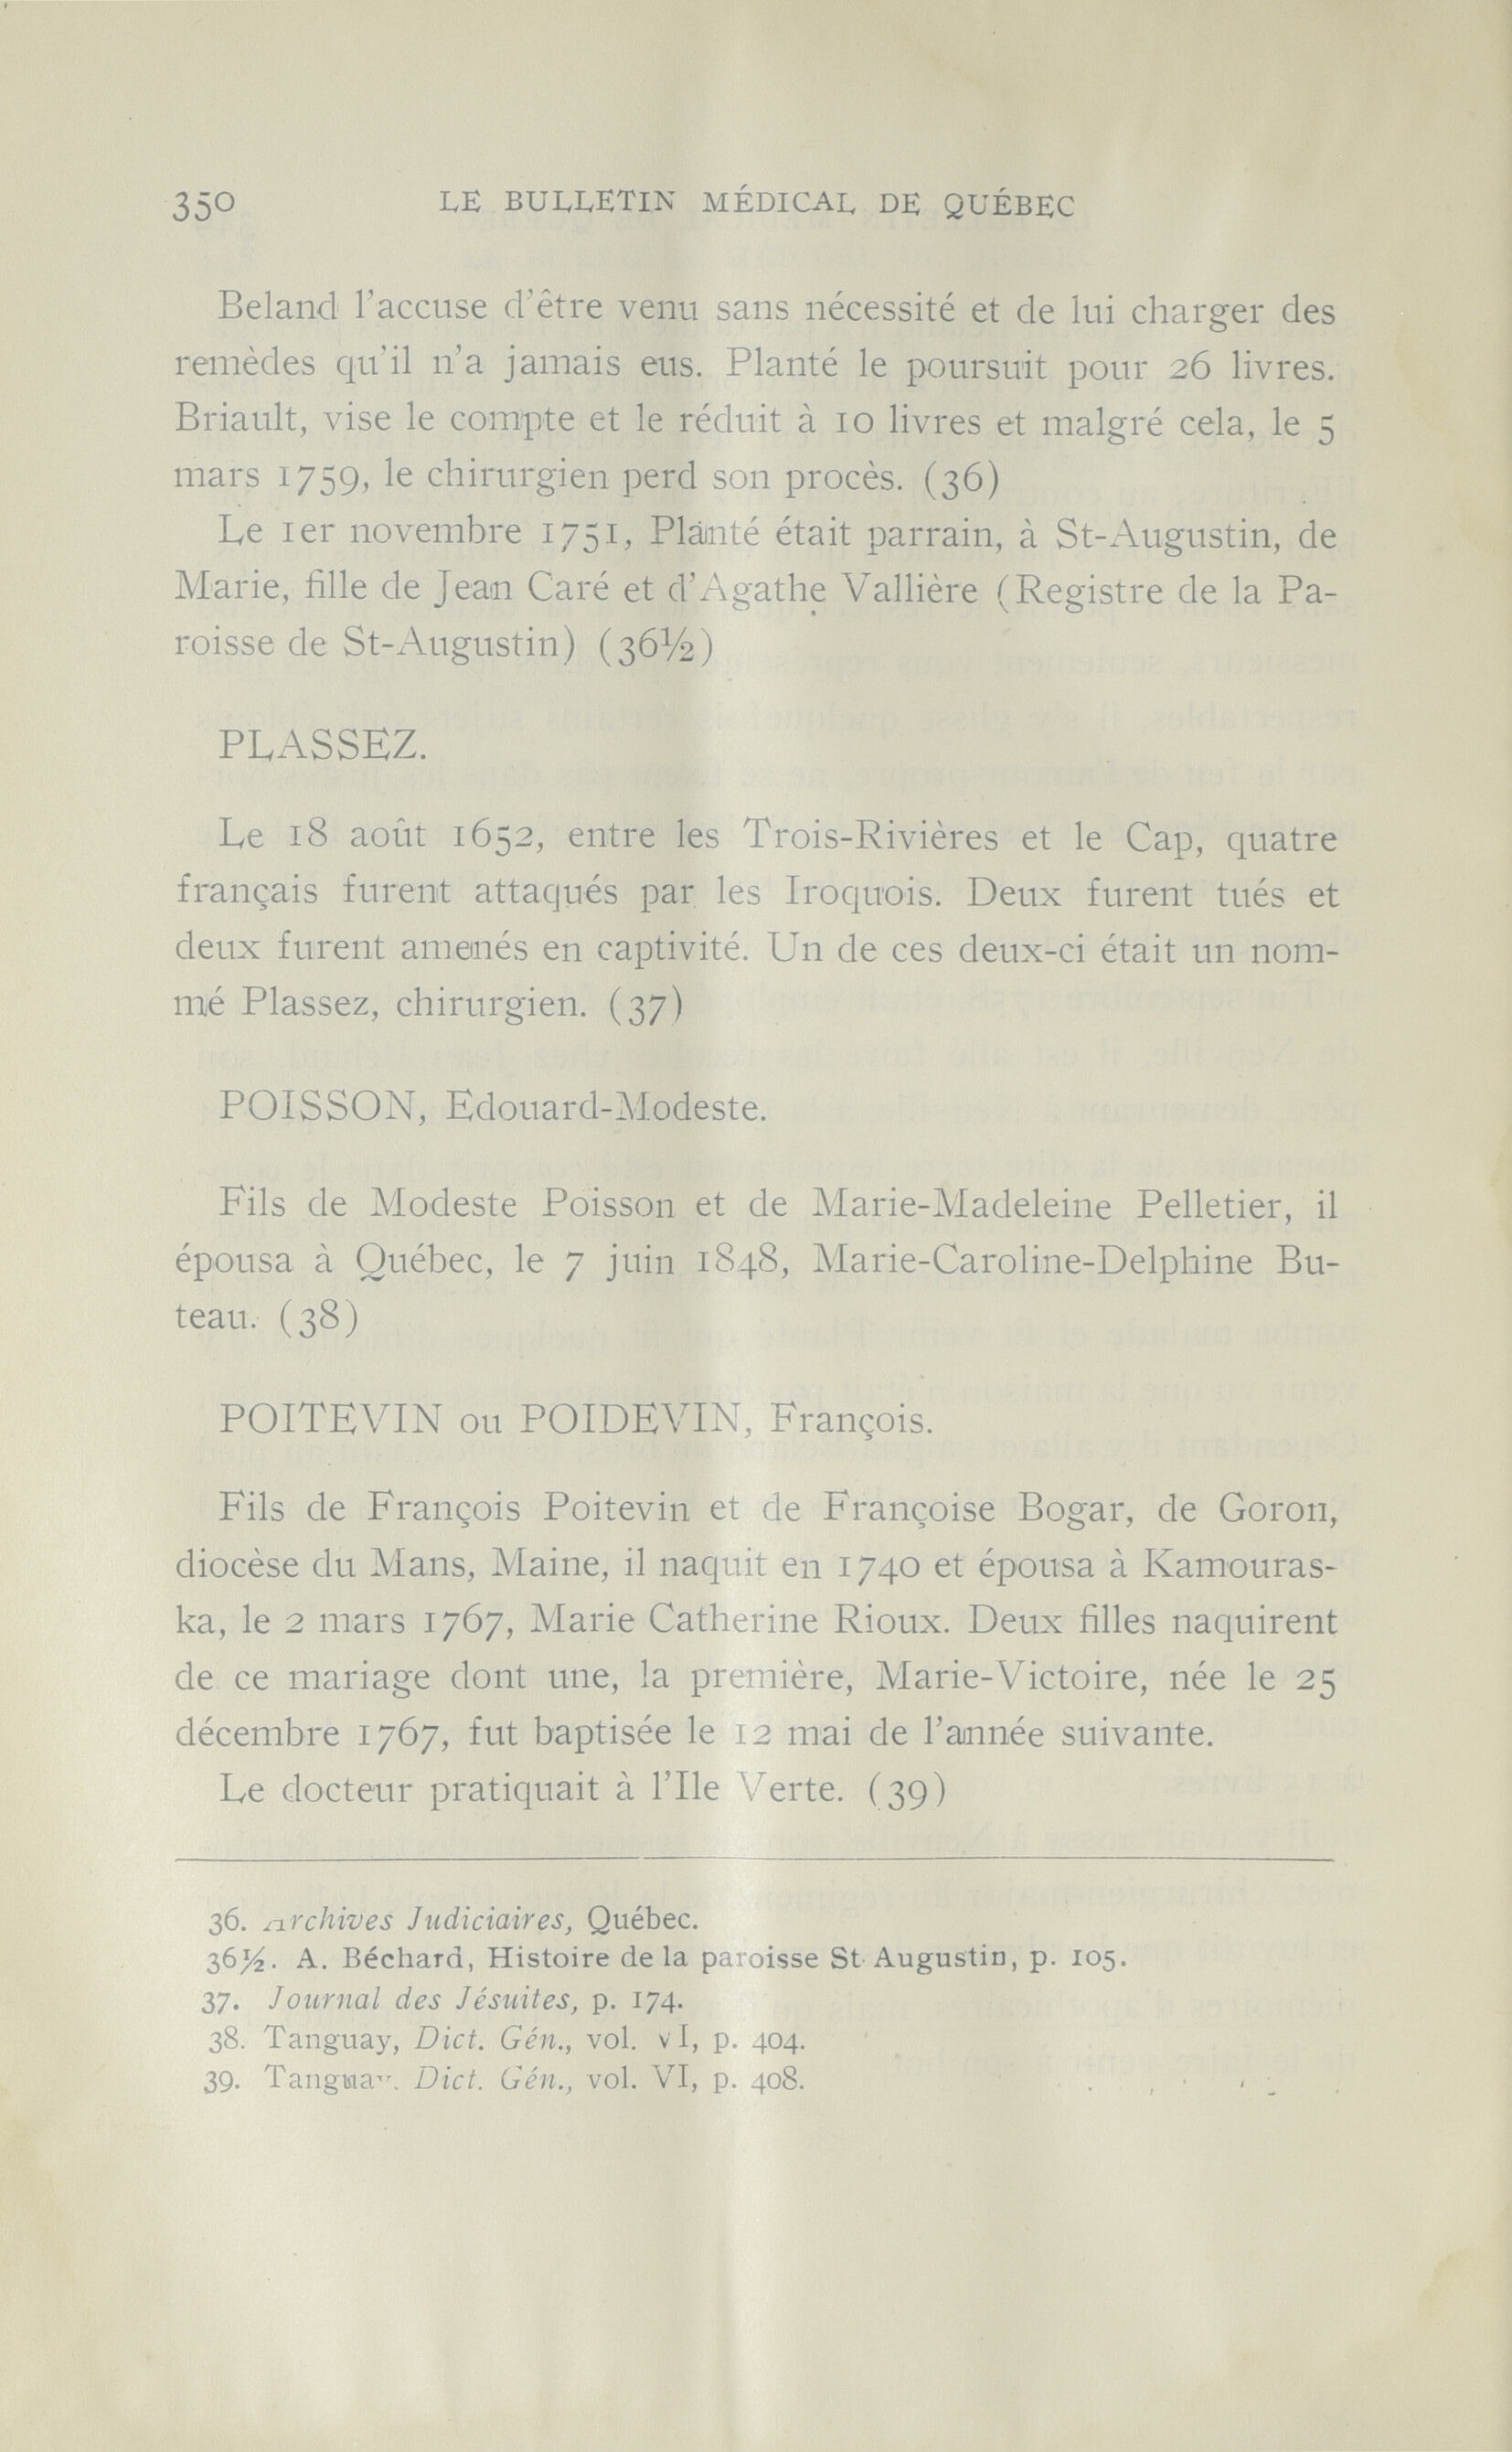 350 LE BULLETIN MÉDICAL DE QUÉBEC
Beland l'accuse d'être venu sans nécessité et de lui charger des
remèdes qu'il n'a jamais eus. Planté le poursuit pour 26 livres.
Briault, vise le compte et le réduit à 10 livres et malgré cela, le 5
mars 1759, le chirurgien perd son procès. (36)
Le 1er novembre 1751, Planté était parrain, à St-Augustin, de
Marie, fille de Jean Caré et d'Agathe Vallière (Registre de la Pa-
roisse de St-Augustin) (36½)
PLASSEZ.
Le 18 août 1652, entre les Trois-Rivières et le Cap, quatre
français furent attaqués par les Iroquois. Deux furent tués et
deux furent amenés en captivité. Un de ces deux-ci était un nom-
mé Plassez, chirurgien. (37)
POISSON, Edouard-Modeste.
Fils de Modeste Poisson et de Marie-Madeleine Pelletier, il
épousa à Québec, le 7 juin 1848, Marie-Caroline-Delphine Bu-
teau. (38)
POITEVIN ou POIDEVIN, François.
Fils de François Poitevin et de Françoise Bogar, de Goron,
diocèse du Mans, Maine, il naquit en 1740 et épousa à Kamouras-
ka, le 2 mars 1767, Marie Catherine Rioux. Deux filles naquirent
de ce mariage dont une, la première, Marie-Victoire, née le 25
décembre 1767, fut baptisée le 12 mai de l'année suivante.
Le docteur pratiquait à l'Ile Verte. (39)
36. Archives Judiciaires, Québec.
36½. A. Béchard, Histoire de la paroisse St-Augustin, p. 105.
37. Journal des Jésuites, p. 174.
38. Tanguay, Dict. Gén., vol. VI, p. 404.
39. Tanguay. Dict. Gén., vol. VI, p. 408.